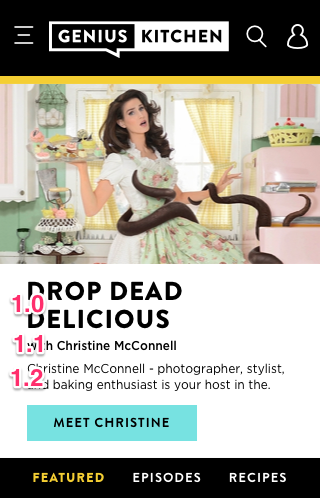 GENIUS KITCHEN
DROP DEAD
1.0
DELICIOUS
1.1
with Christine McConnell
1.2
Christine McConnell - photographer, stylist,
and baking enthusiast is your host in the.
MEET CHRISTINE
FEATURED EPISODES RECIPES